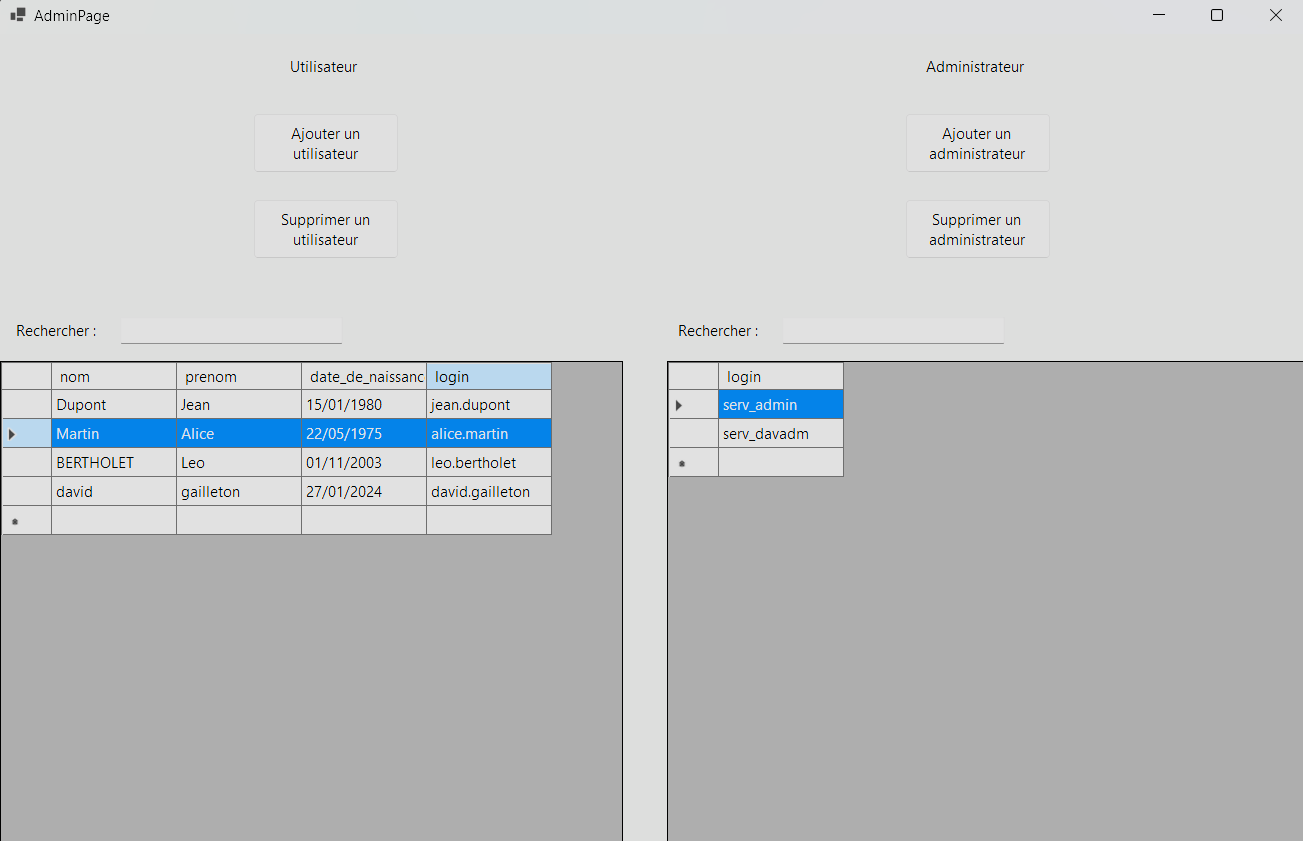 AdminPage
Utilisateur
Administrateur
Ajouter un
utilisateur
Ajouter un
administrateur
Supprimer un
utilisateur
Supprimer un
administrateur
Rechercher :
Rechercher :
nom prenom date_de_naissanc login
Dupont Jean 15/01/1980 jean.dupont
Martin Alice 22/05/1975 alice.martin
BERTHOLET Leo 01/11/2003 leo.bertholet
david gailleton 27/01/2024 david.gailleton
login
serv_admin
serv_davadm